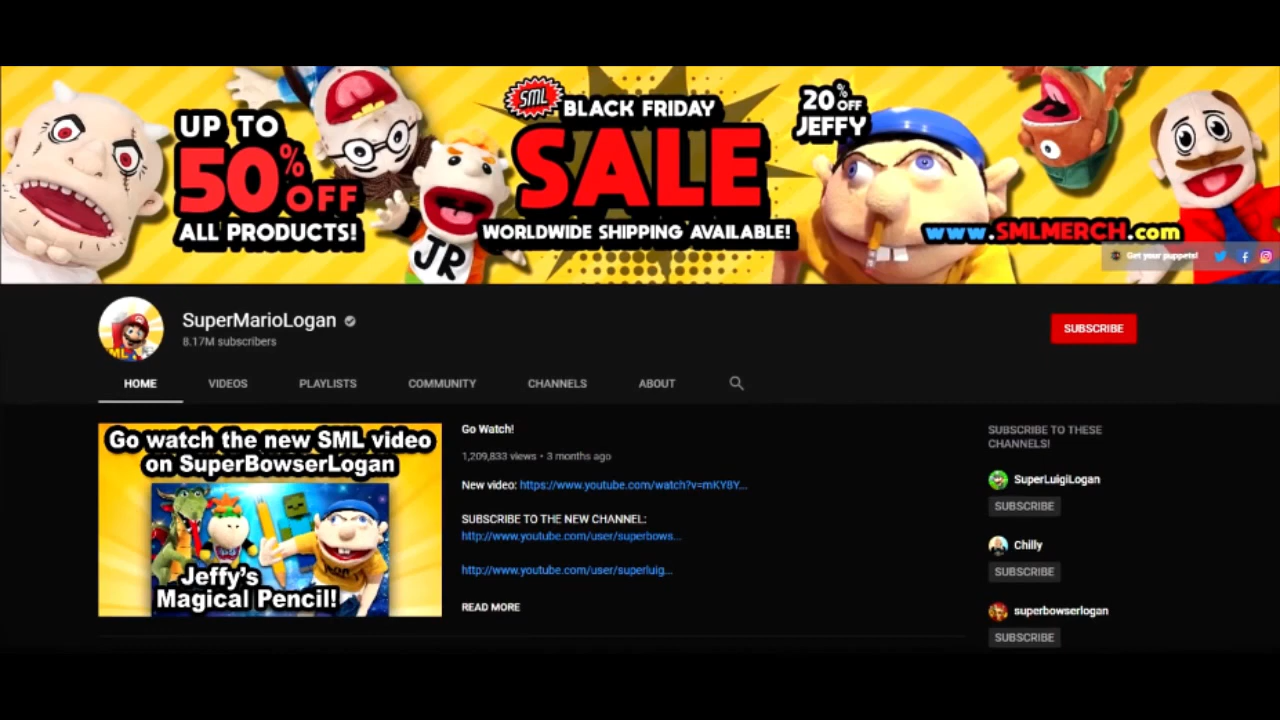 UP TO
50% OFF
ALL PRODUCTS!
JR
SML
BLACK FRIDAY
SALE
WORLDWIDE SHIPPING AVAILABLE!
20% OFF
JEFFY
www.SMLMERCH.com
Get your puppets!
SuperMarioLogan
8.17M subscribers
SUBSCRIBE
HOME
VIDEOS
PLAYLISTS
COMMUNITY
CHANNELS
ABOUT
Go watch the new SML video
on SuperBowserLogan
Jeffy's
Magical Pencil!
Go Watch!
1,209,833 views • 3 months ago
New video: https://www.youtube.com/watch?v=mKY8Y...
SUBSCRIBE TO THE NEW CHANNEL:
http://www.youtube.com/user/superbows...
http://www.youtube.com/user/superluig...
READ MORE
SUBSCRIBE TO THESE
CHANNELS!
SuperLuigiLogan
SUBSCRIBE
Chilly
SUBSCRIBE
superbowserlogan
SUBSCRIBE